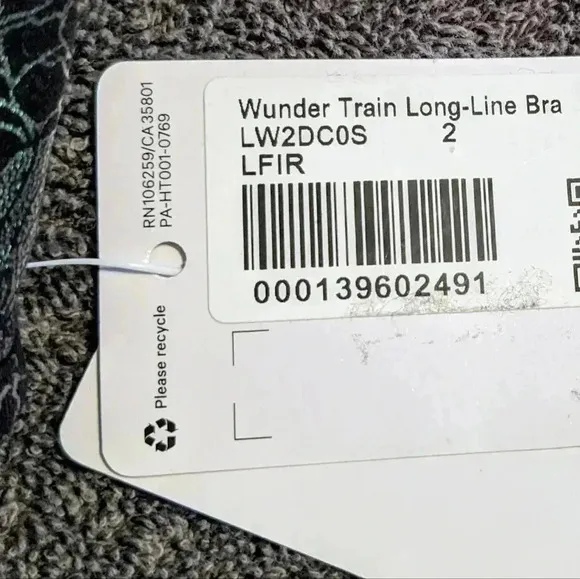 Wunder Train Long-Line Bra
LW2DC0S 2
LFIR
000139602491
RN106259/CA35801
PA-HT001-0769
Please recycle